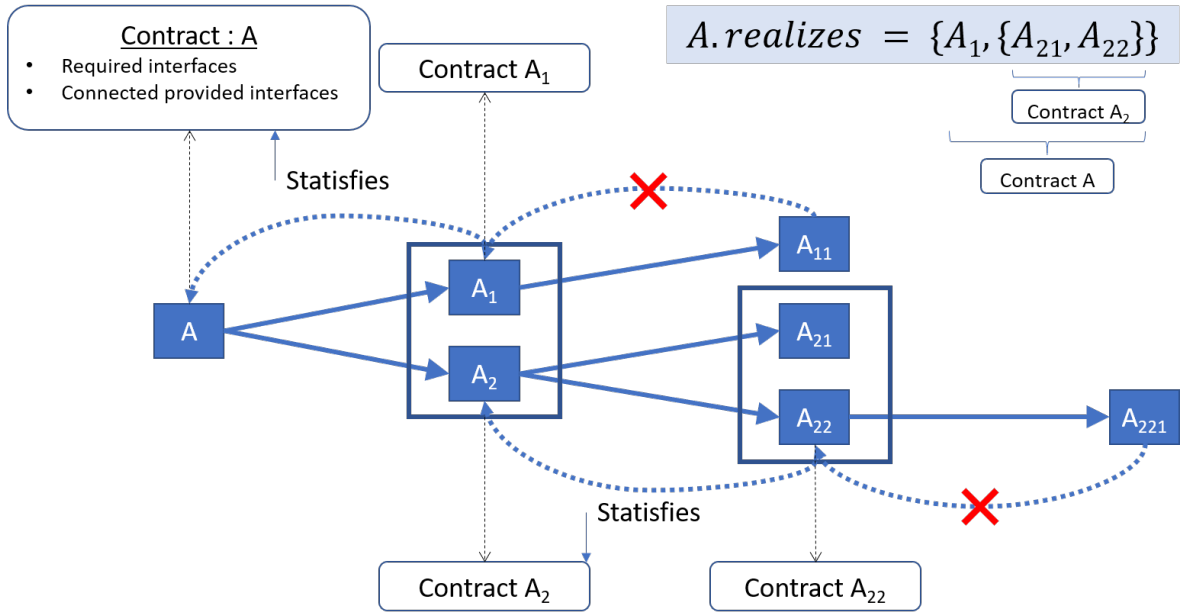 Contract : A
• Required interfaces
• Connected provided interfaces
Contract A₁
A.realizes = {A₁,{A₂₁,A₂₂}}
Contract A₂
Contract A
Statisfies
A₁₁
A₁
A
A₂₁
A₂
A₂₂
A₂₂₁
Statisfies
Contract A₂
Contract A₂₂